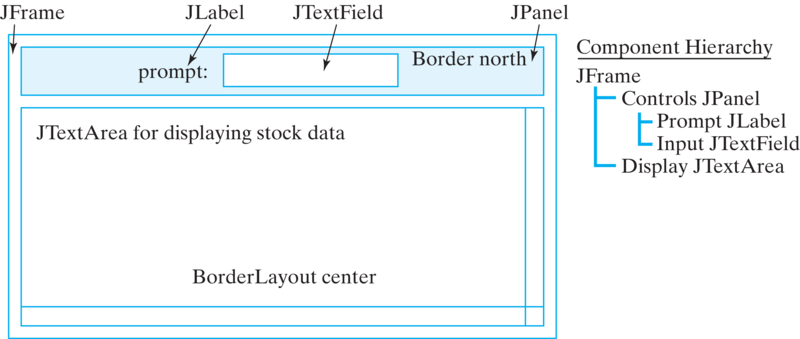 JFrame
JLabel
JTextField
JPanel
prompt:
Border north
JTextArea for displaying stock data
BorderLayout center
Component Hierarchy
JFrame
Controls JPanel
Prompt JLabel
Input JTextField
Display JTextArea